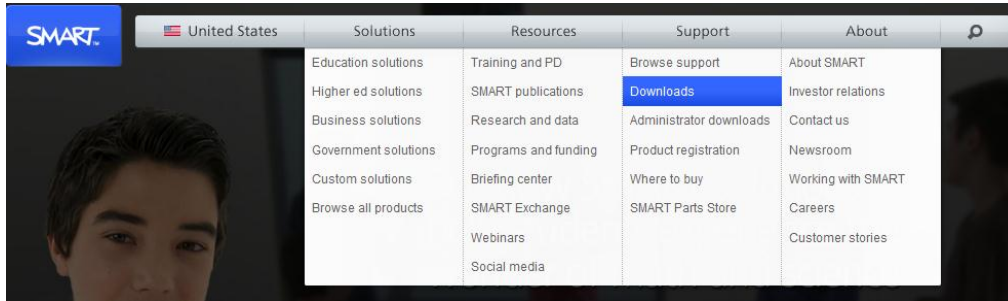 SMART™
United States
Solutions
Resources
Support
About
Education solutions
Higher ed solutions
Business solutions
Government solutions
Custom solutions
Browse all products
Training and PD
SMART publications
Research and data
Programs and funding
Briefing center
SMART Exchange
Webinars
Social media
Browse support
Downloads
Administrator downloads
Product registration
Where to buy
SMART Parts Store
About SMART
Investor relations
Contact us
Newsroom
Working with SMART
Careers
Customer stories